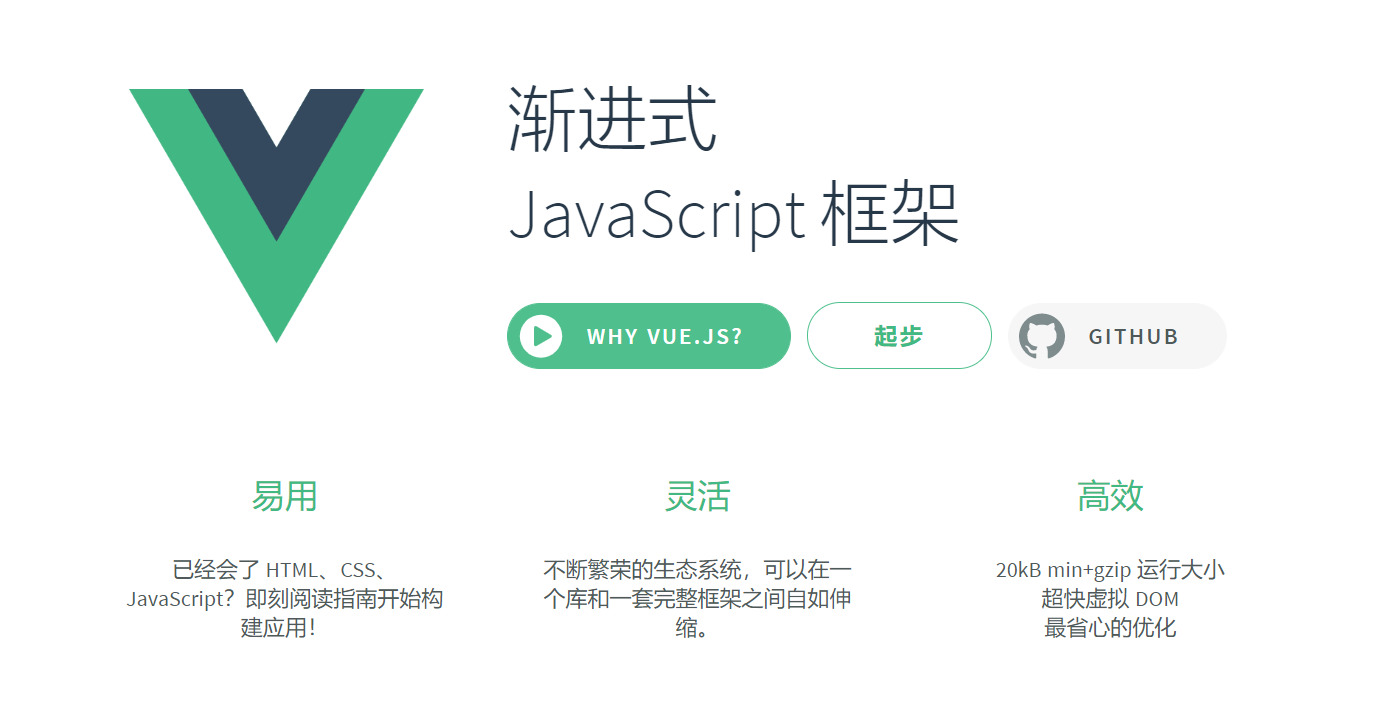 渐进式
JavaScript 框架
WHY VUE.JS?
起步
GITHUB
易用
已经会了 HTML、CSS、
JavaScript？即刻阅读指南开始构
建应用！
灵活
不断繁荣的生态系统，可以在一
个库和一套完整框架之间自如伸
缩。
高效
20kB min+gzip 运行大小
超快虚拟 DOM
最省心的优化